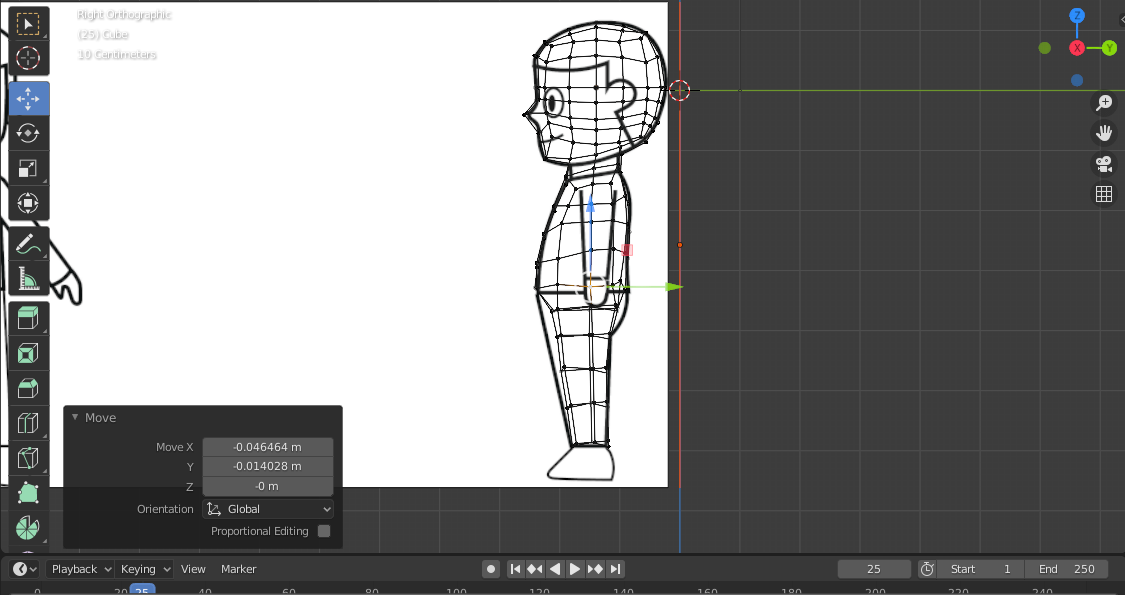 Right Orthographic
(25) Cube
10 Centimeters
Z
X
Y
Move
Move X -0.046464 m
Y -0.014028 m
Z -0 m
Orientation Global
Proportional Editing
Playback Keying View Marker 25 Start 1 End 250
0 20 25 40 60 80 100 120 140 160 180 200 220 240